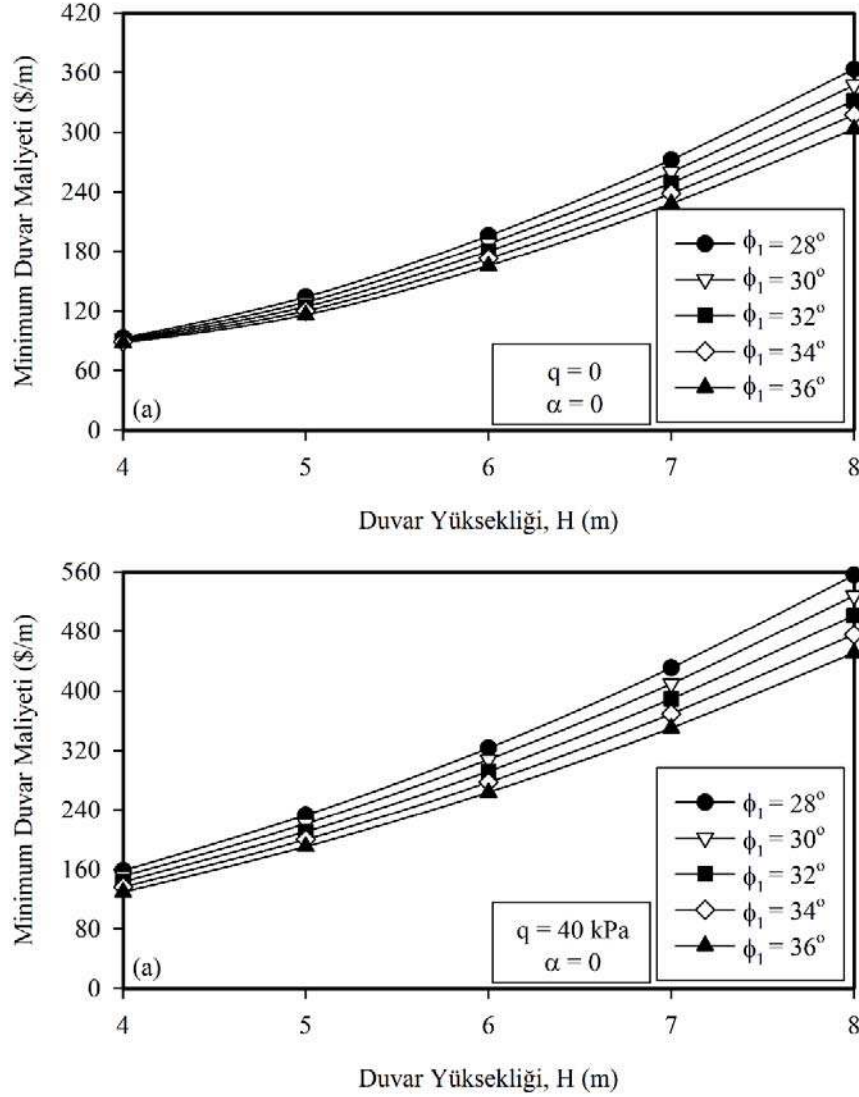 Minimum Duvar Maliyeti ($/m)
420
360
300
240
180
120
60
0
ϕ₁ = 28°
ϕ₁ = 30°
ϕ₁ = 32°
ϕ₁ = 34°
ϕ₁ = 36°
q = 0
α = 0
(a)
4 5 6 7 8
Duvar Yüksekliği, H (m)
Minimum Duvar Maliyeti ($/m)
560
480
400
320
240
160
80
0
ϕ₁ = 28°
ϕ₁ = 30°
ϕ₁ = 32°
ϕ₁ = 34°
ϕ₁ = 36°
q = 40 kPa
α = 0
(a)
4 5 6 7 8
Duvar Yüksekliği, H (m)